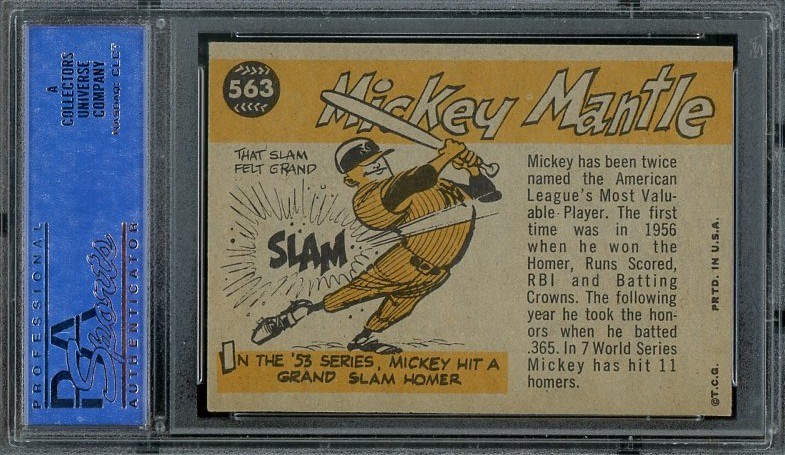 A
COLLECTORS
UNIVERSE
COMPANY
NASDAQ: CLCT
PROFESSIONAL
PSA
Sports
AUTHENTICATOR
563
Mickey Mantle
THAT SLAM
FELT GRAND
SLAM
IN THE '53 SERIES, MICKEY HIT A
GRAND SLAM HOMER
Mickey has been twice
named the American
League's Most Valu-
able Player. The first
time was in 1956
when he won the
Homer, Runs Scored,
RBI and Batting
Crowns. The following
year he took the hon-
ors when he batted
.365. In 7 World Series
Mickey has hit 11
homers.
©T.C.G. PRTD. IN U.S.A.